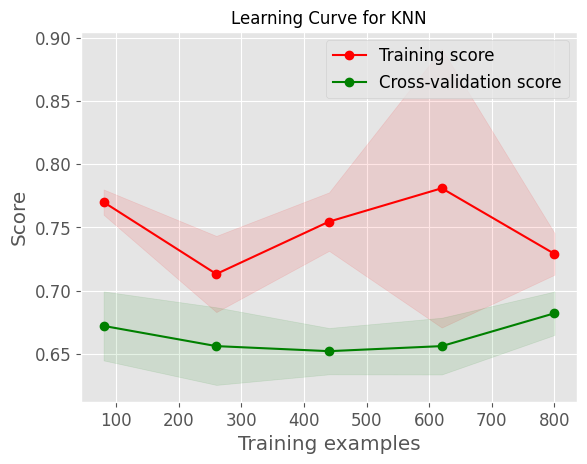 Learning Curve for KNN
Training score
Cross-validation score
0.90
0.85
0.80
0.75
0.70
0.65
Score
100 200 300 400 500 600 700 800
Training examples